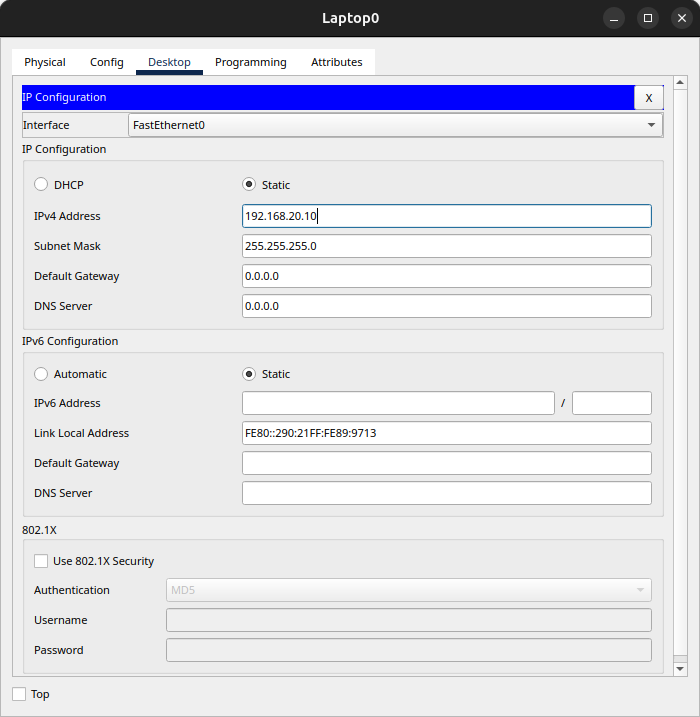 Laptop0
Physical Config Desktop Programming Attributes
IP Configuration X
Interface FastEthernet0
IP Configuration
DHCP Static
IPv4 Address 192.168.20.10
Subnet Mask 255.255.255.0
Default Gateway 0.0.0.0
DNS Server 0.0.0.0
IPv6 Configuration
Automatic Static
IPv6 Address /
Link Local Address FE80::290:21FF:FE89:9713
Default Gateway
DNS Server
802.1X
Use 802.1X Security
Authentication MD5
Username
Password
Top